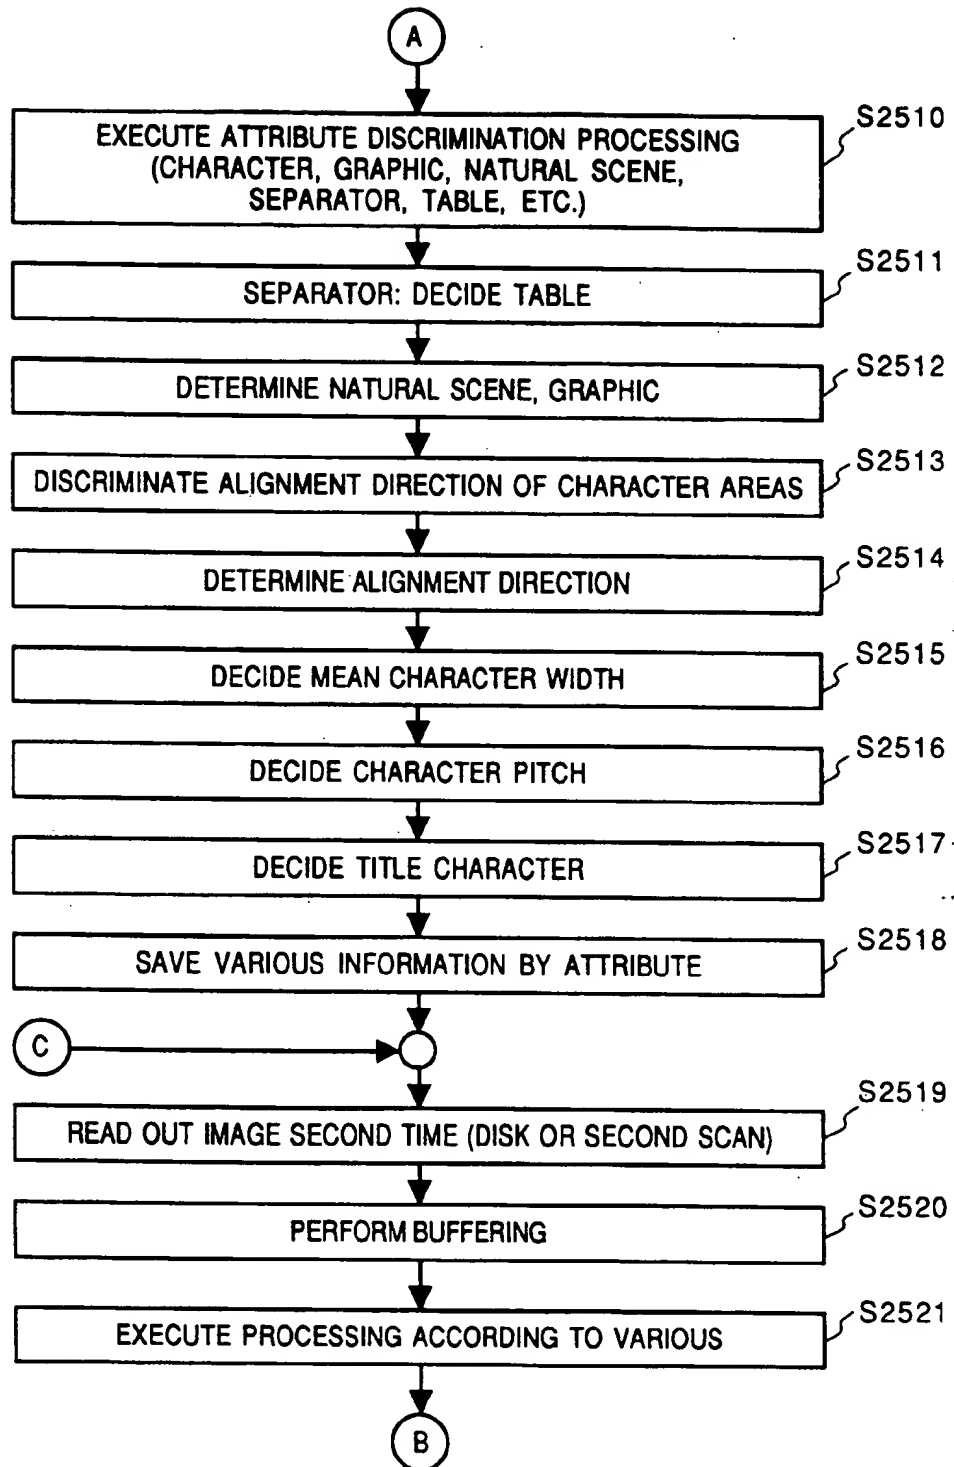 A
S2510
EXECUTE ATTRIBUTE DISCRIMINATION PROCESSING
(CHARACTER, GRAPHIC, NATURAL SCENE,
SEPARATOR, TABLE, ETC.)
S2511
SEPARATOR: DECIDE TABLE
S2512
DETERMINE NATURAL SCENE, GRAPHIC
S2513
DISCRIMINATE ALIGNMENT DIRECTION OF CHARACTER AREAS
S2514
DETERMINE ALIGNMENT DIRECTION
S2515
DECIDE MEAN CHARACTER WIDTH
S2516
DECIDE CHARACTER PITCH
S2517
DECIDE TITLE CHARACTER
S2518
SAVE VARIOUS INFORMATION BY ATTRIBUTE
C
S2519
READ OUT IMAGE SECOND TIME (DISK OR SECOND SCAN)
S2520
PERFORM BUFFERING
S2521
EXECUTE PROCESSING ACCORDING TO VARIOUS
B